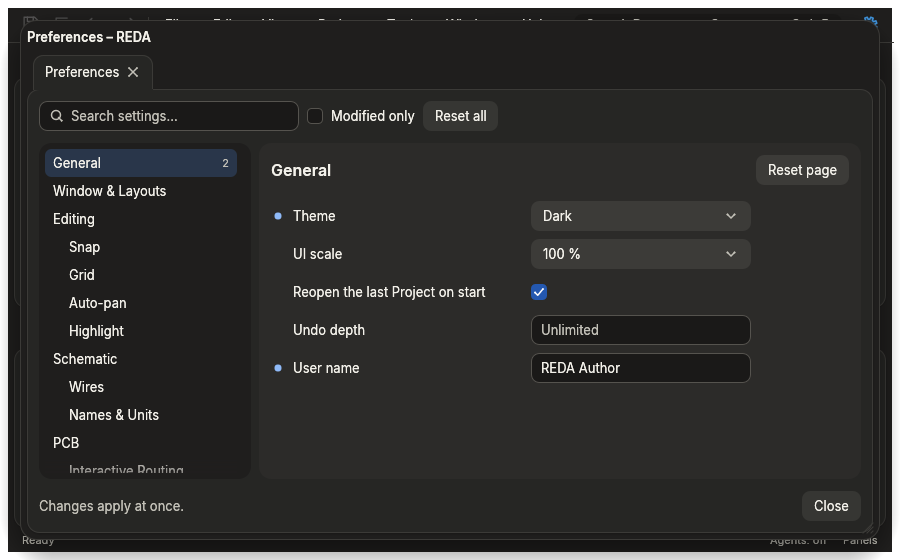 Preferences – REDA
Preferences
Search settings...
Modified only
Reset all
General 2
Window & Layouts
Editing
Snap
Grid
Auto-pan
Highlight
Schematic
Wires
Names & Units
PCB
Interactive Routing
General
Reset page
Theme Dark
UI scale 100 %
Reopen the last Project on start
Undo depth Unlimited
User name REDA Author
Changes apply at once.
Close
Ready
Agents: off
Panels